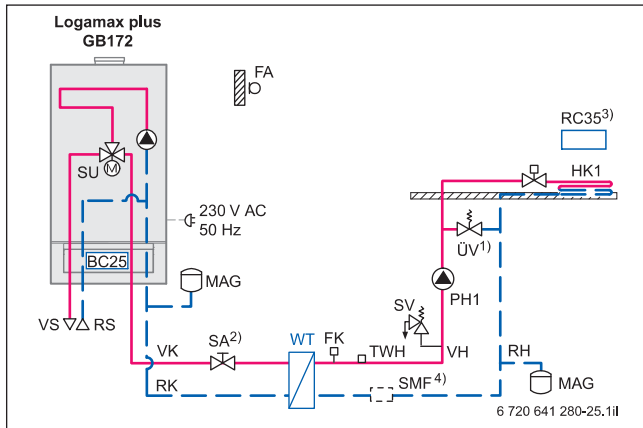 Logamax plus
GB172
FA
RC35³⁾
HK1
SU
M
230 V AC
50 Hz
ÜV¹⁾
BC25
MAG
PH1
SV
VS
RS
VK
SA²⁾
WT
FK
TWH
VH
RH
RK
SMF⁴⁾
MAG
6 720 641 280-25.1il